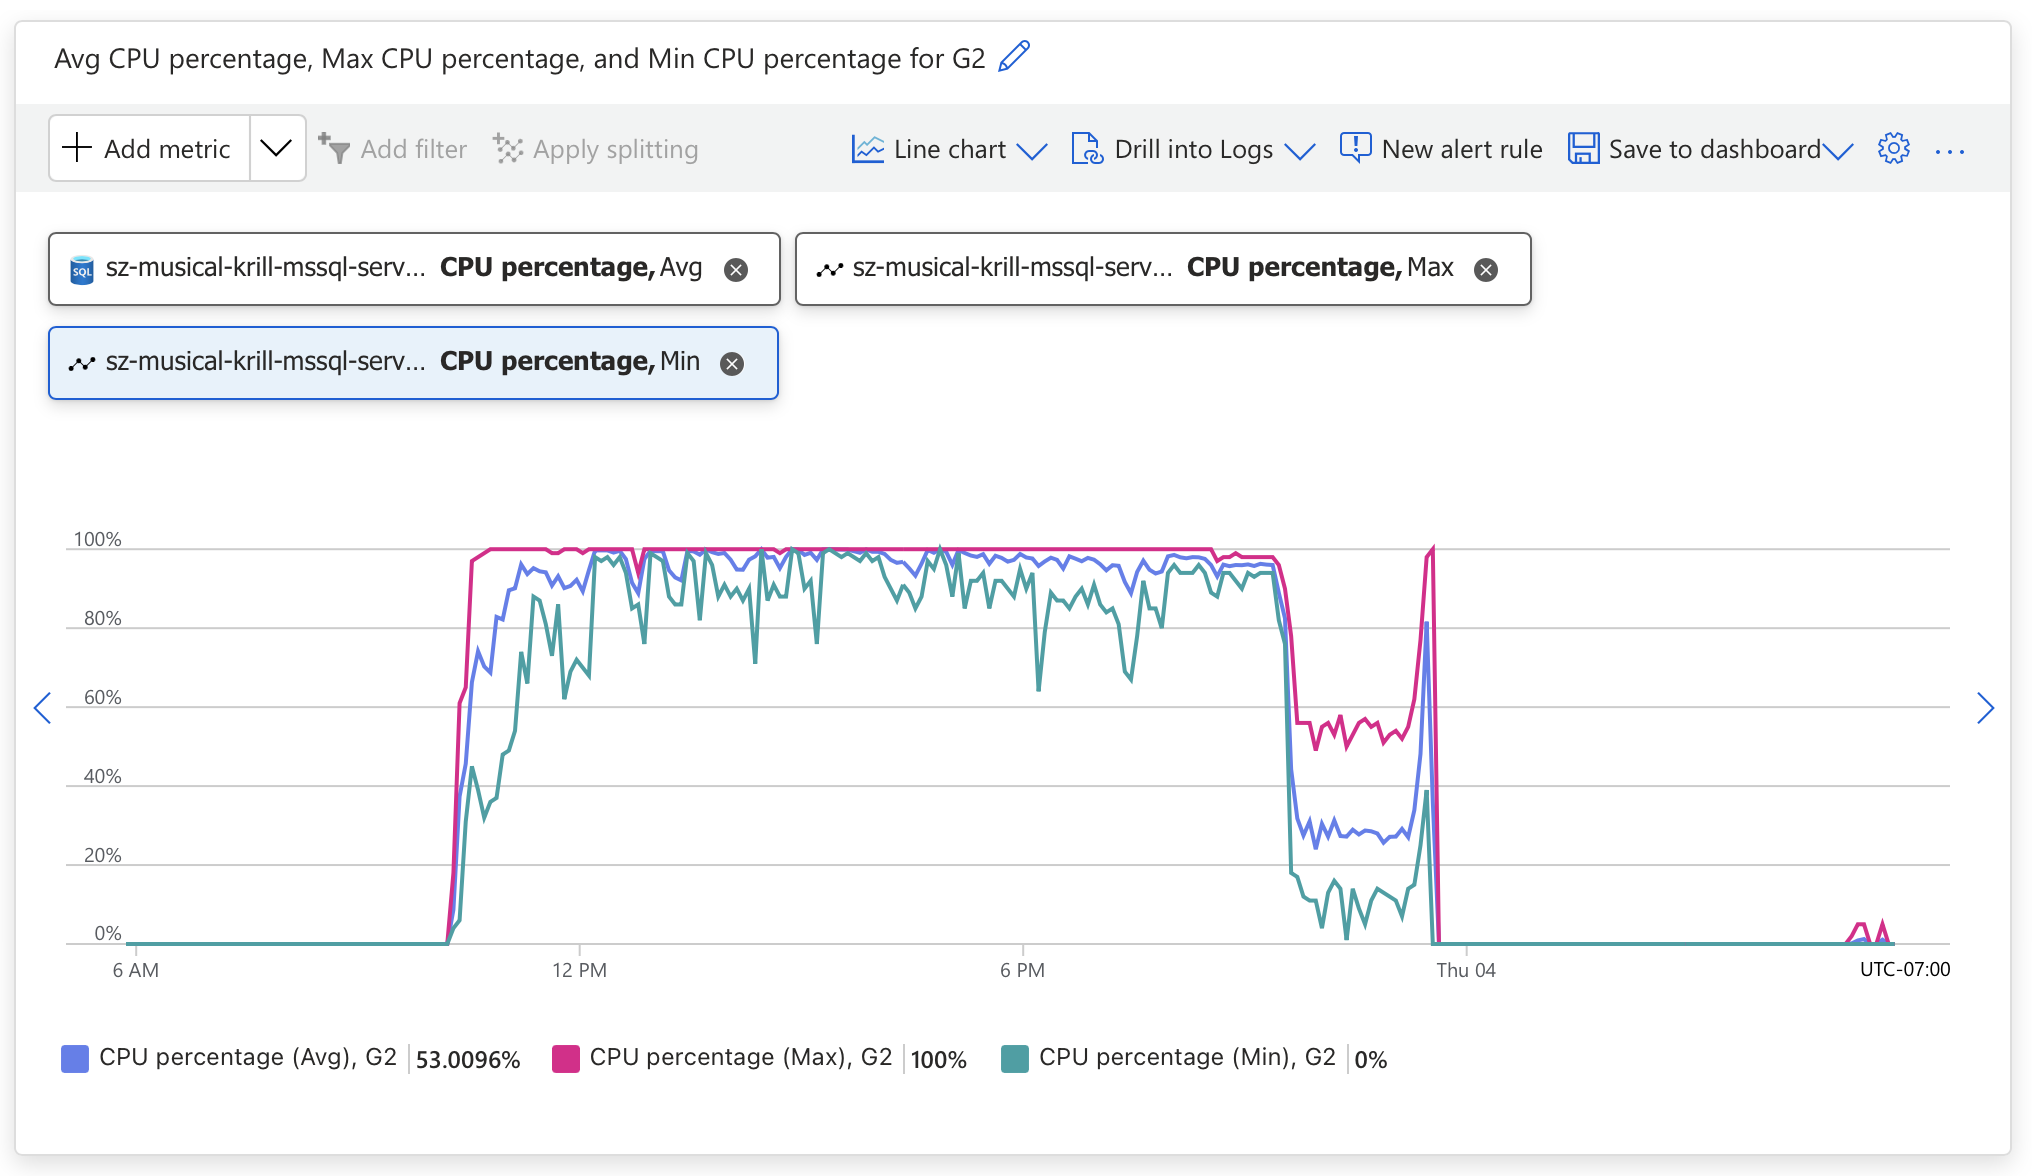 Avg CPU percentage, Max CPU percentage, and Min CPU percentage for G2
Add metric
Add filter
Apply splitting
Line chart
Drill into Logs
New alert rule
Save to dashboard
...
sz-musical-krill-mssql-serv... CPU percentage, Avg
sz-musical-krill-mssql-serv... CPU percentage, Max
sz-musical-krill-mssql-serv... CPU percentage, Min
100%
80%
60%
40%
20%
0%
6 AM
12 PM
6 PM
Thu 04
UTC-07:00
CPU percentage (Avg), G2 53.0096%
CPU percentage (Max), G2 100%
CPU percentage (Min), G2 0%